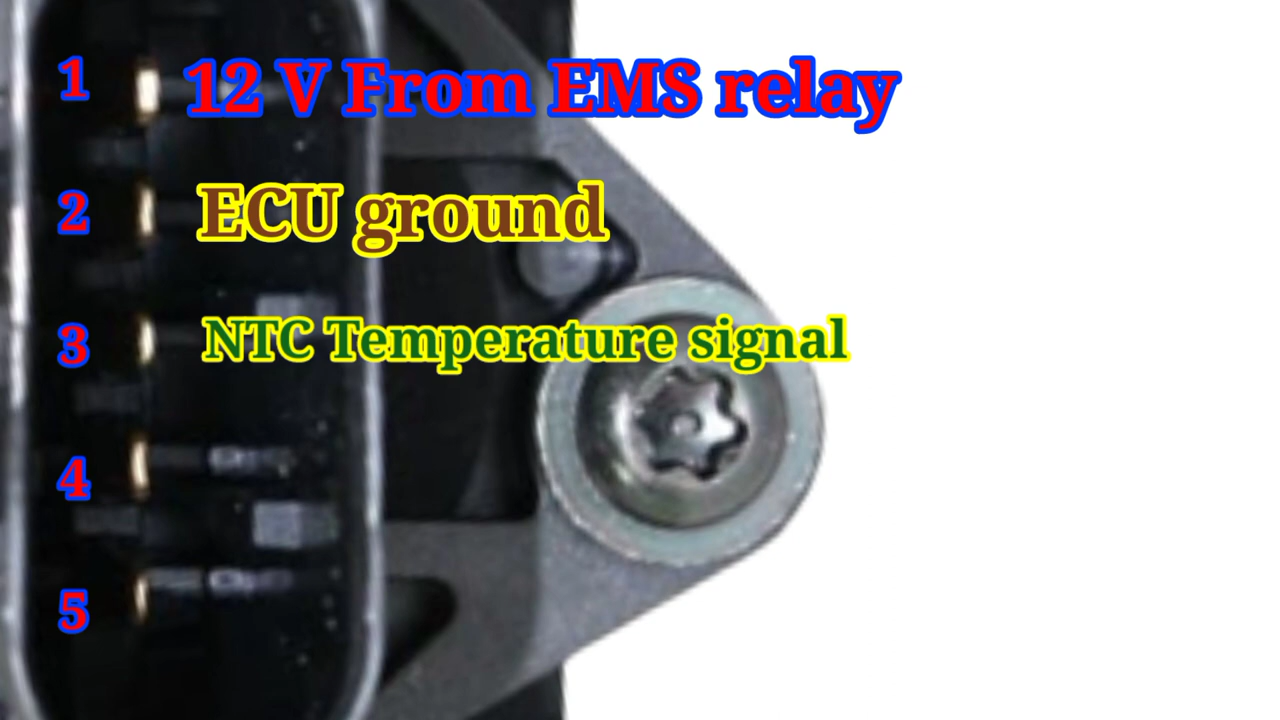 1 12 V From EMS relay
2 ECU ground
3 NTC Temperature signal
4
5